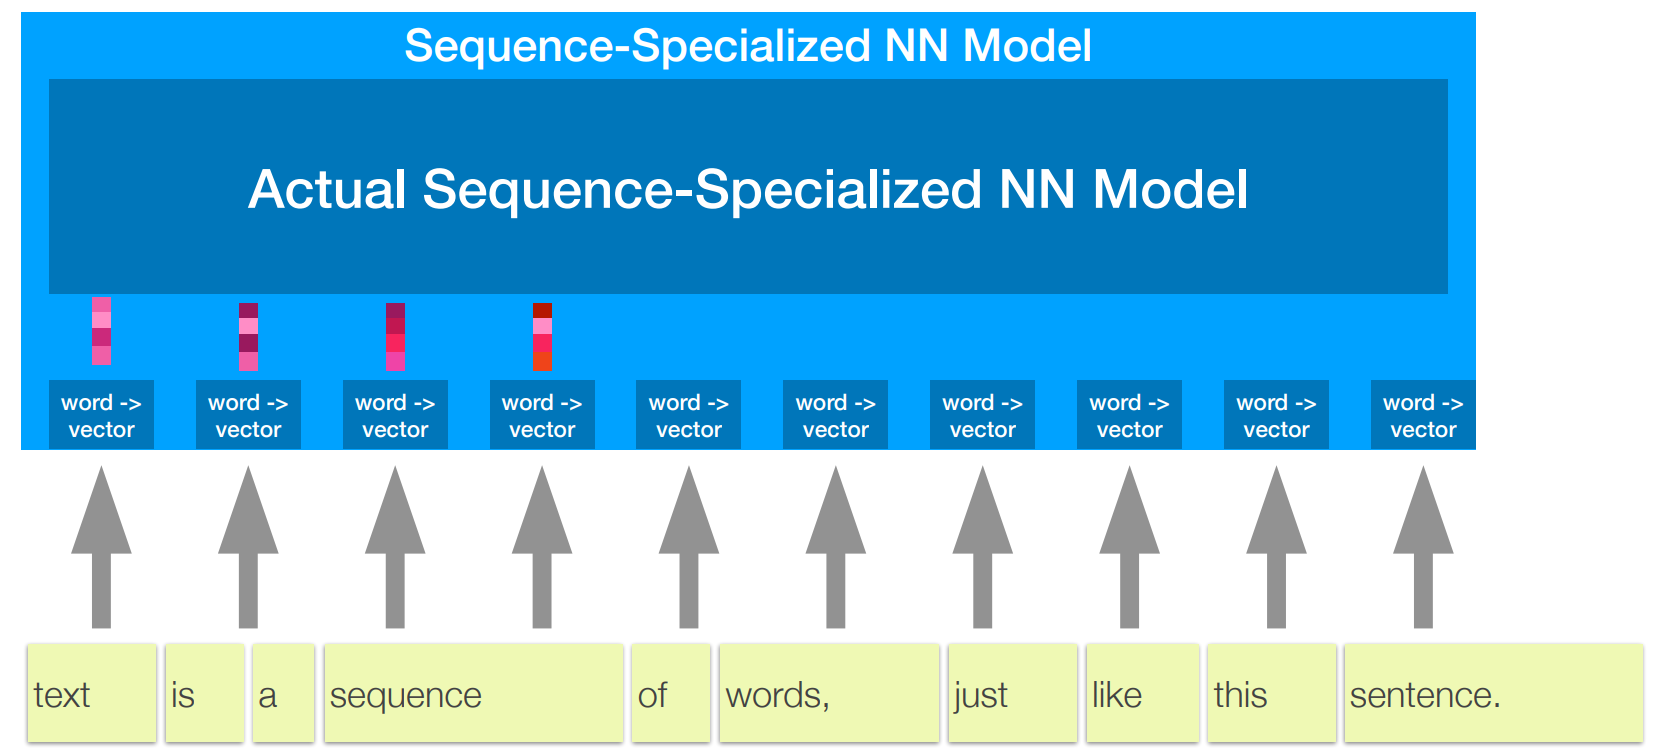 Sequence-Specialized NN Model
Actual Sequence-Specialized NN Model
word -> word -> word -> word -> word -> word -> word -> word -> word -> word ->
vector vector vector vector vector vector vector vector vector vector
text is a sequence of words, just like this sentence.